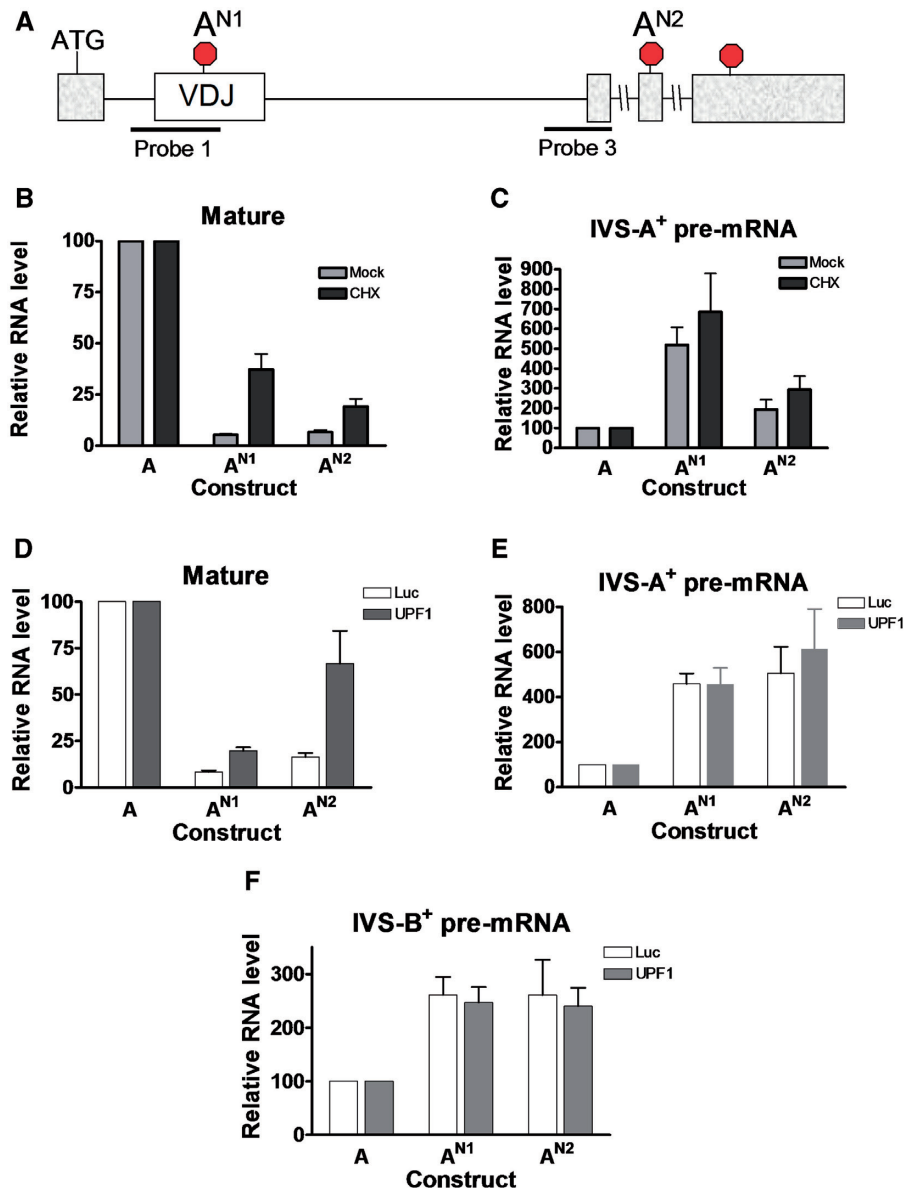 A
ATG
A^N1
A^N2
VDJ
Probe 1
Probe 3
B
Mature
Relative RNA level
100
75
50
25
0
Mock
CHX
A
A^N1
A^N2
Construct
C
IVS-A⁺ pre-mRNA
Relative RNA level
900
800
700
600
500
400
300
200
100
0
Mock
CHX
A
A^N1
A^N2
Construct
D
Mature
Relative RNA level
100
75
50
25
0
Luc
UPF1
A
A^N1
A^N2
Construct
E
IVS-A⁺ pre-mRNA
Relative RNA level
800
600
400
200
0
Luc
UPF1
A
A^N1
A^N2
Construct
F
IVS-B⁺ pre-mRNA
Relative RNA level
300
200
100
0
Luc
UPF1
A
A^N1
A^N2
Construct